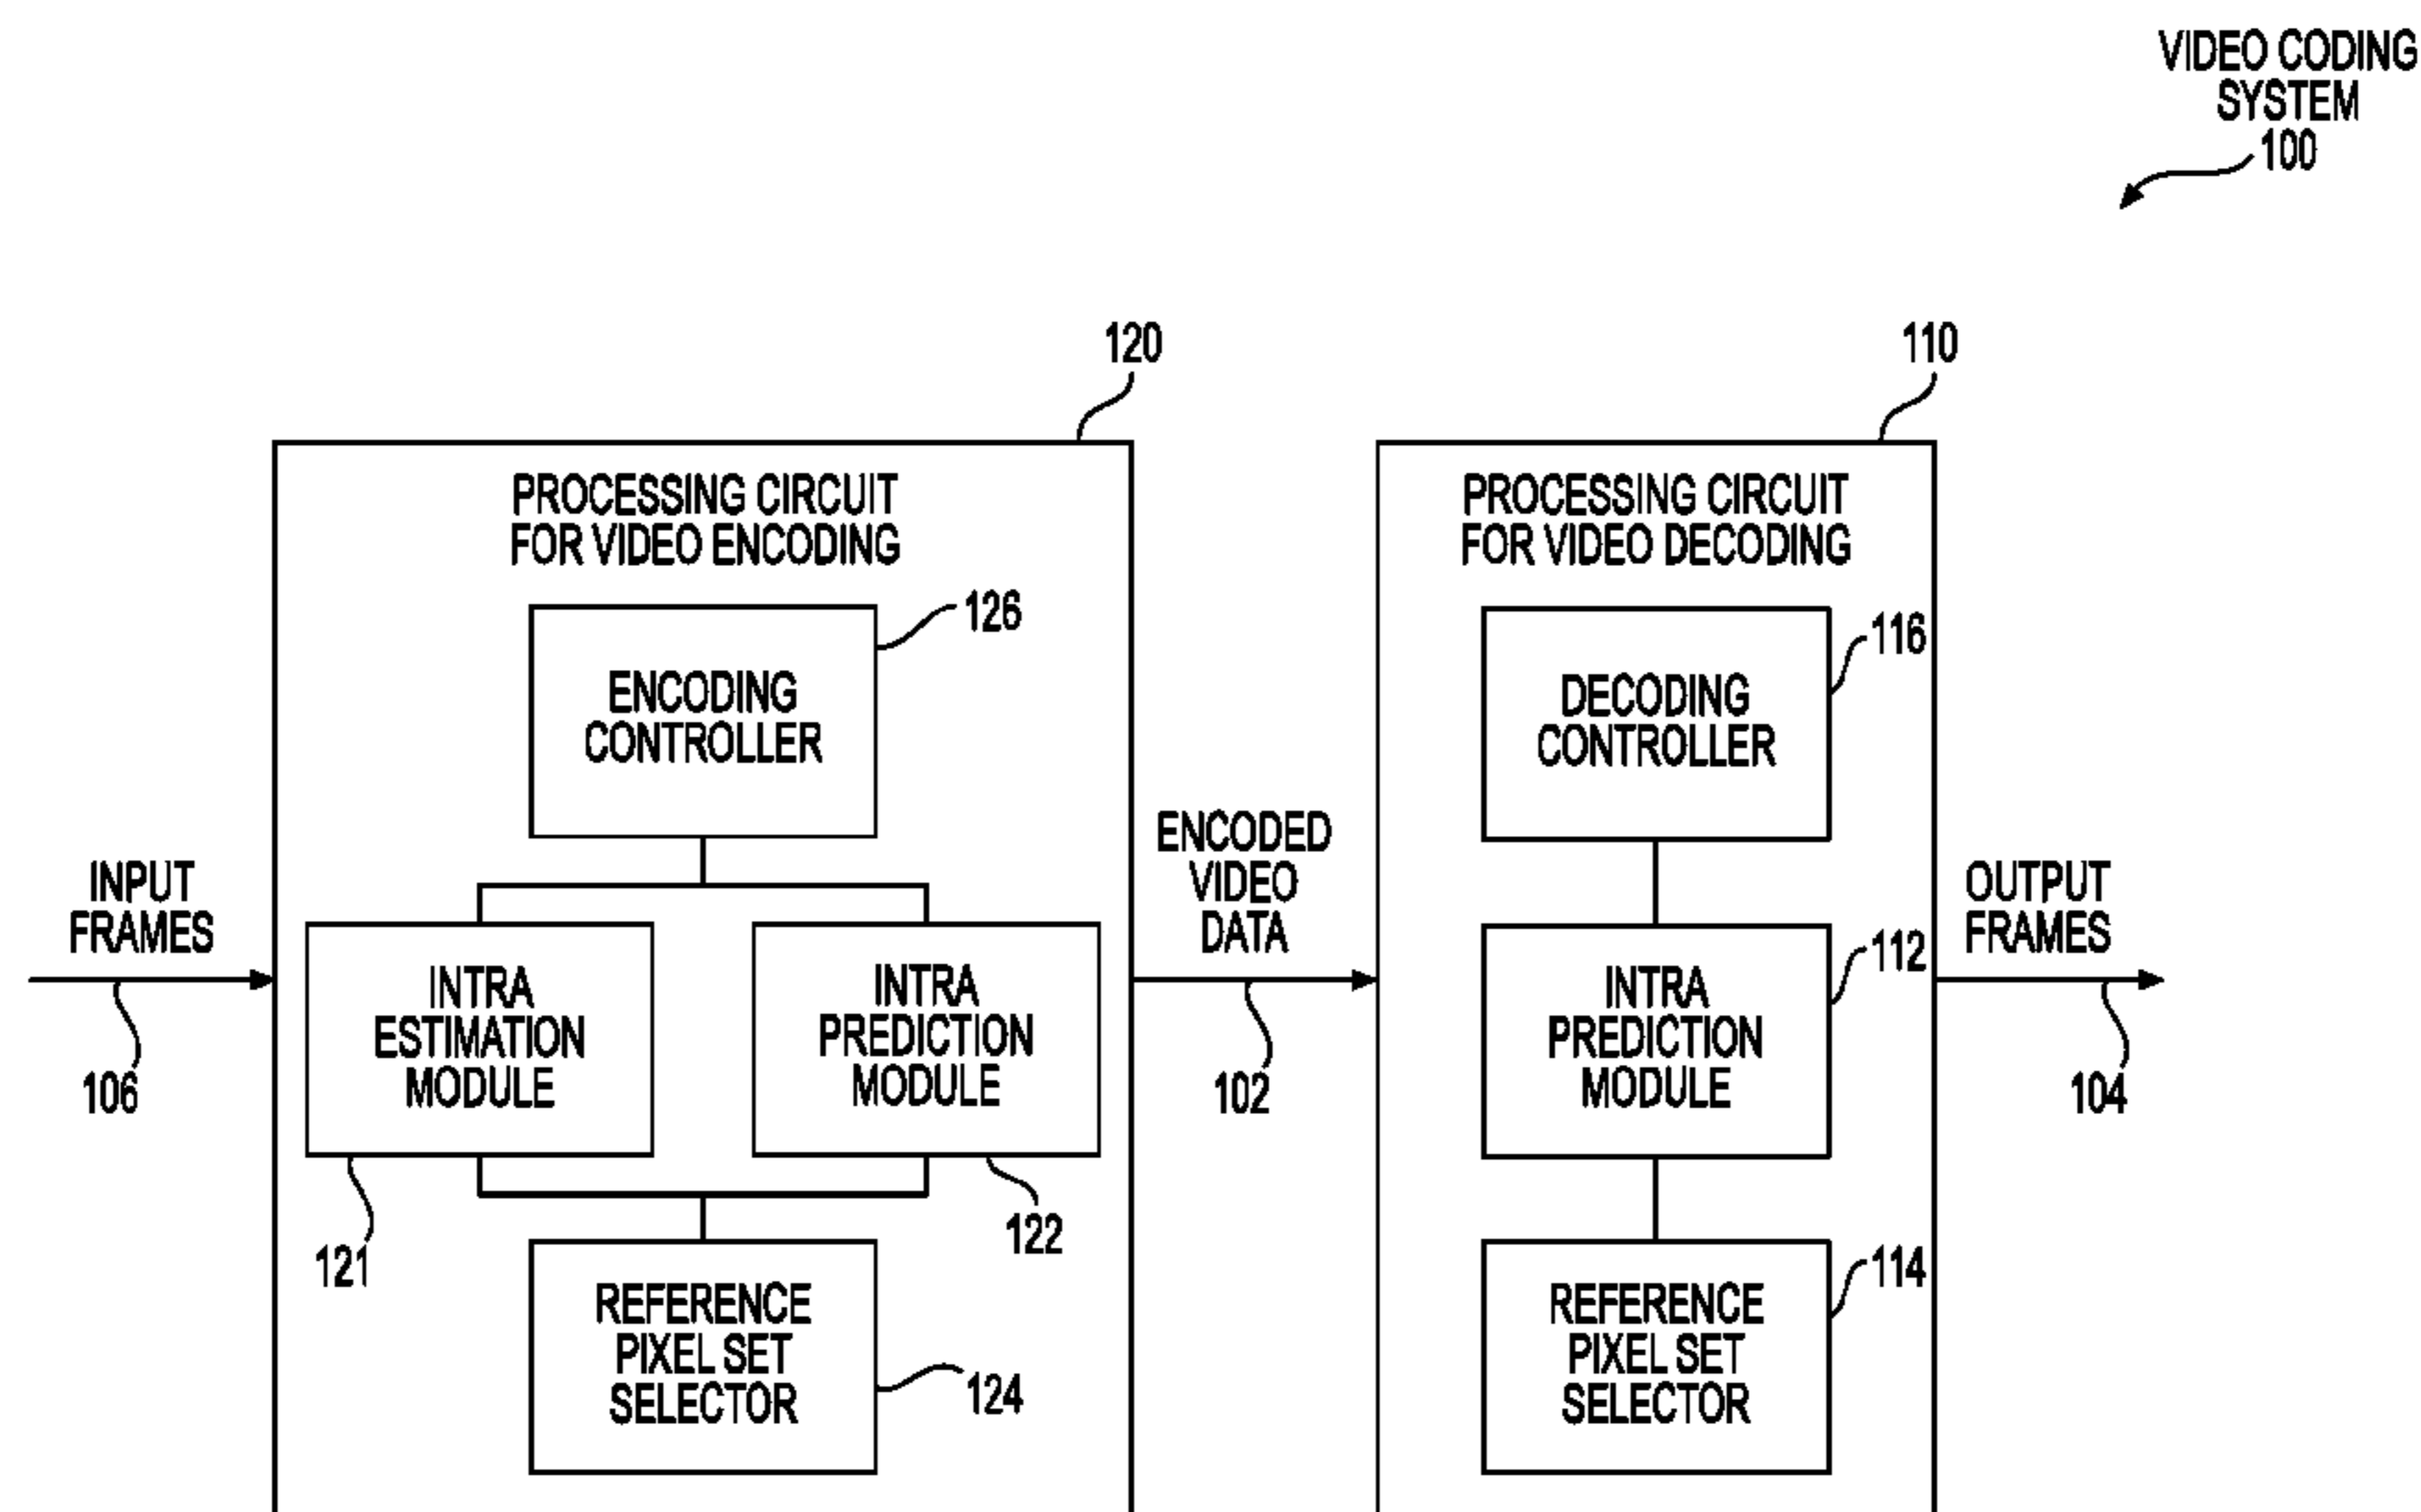 VIDEO CODING
SYSTEM
100
120
110
PROCESSING CIRCUIT
FOR VIDEO ENCODING
126
ENCODING
CONTROLLER
INPUT
FRAMES
106
INTRA
ESTIMATION
MODULE
121
INTRA
PREDICTION
MODULE
122
REFERENCE
PIXEL SET
SELECTOR
124
ENCODED
VIDEO
DATA
102
PROCESSING CIRCUIT
FOR VIDEO DECODING
116
DECODING
CONTROLLER
112
INTRA
PREDICTION
MODULE
114
REFERENCE
PIXEL SET
SELECTOR
OUTPUT
FRAMES
104